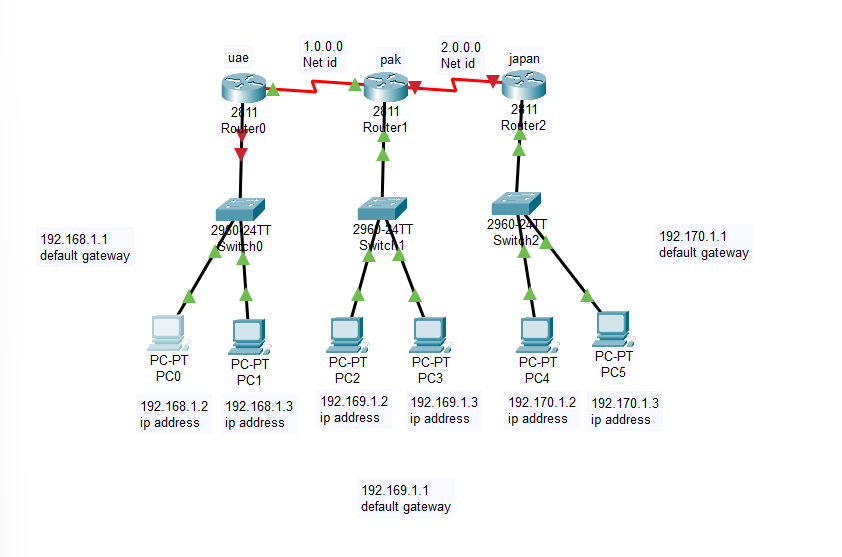 uae
1.0.0.0
Net id
pak
2.0.0.0
Net id
japan
2811
Router0
2811
Router1
2811
Router2
2960-24TT
Switch0
2960-24TT
Switch1
2960-24TT
Switch2
192.168.1.1
default gateway
192.170.1.1
default gateway
PC-PT
PC0
PC-PT
PC1
PC-PT
PC2
PC-PT
PC3
PC-PT
PC4
PC-PT
PC5
192.168.1.2
ip address
192.168.1.3
ip address
192.169.1.2
ip address
192.169.1.3
ip address
192.170.1.2
ip address
192.170.1.3
ip address
192.169.1.1
default gateway